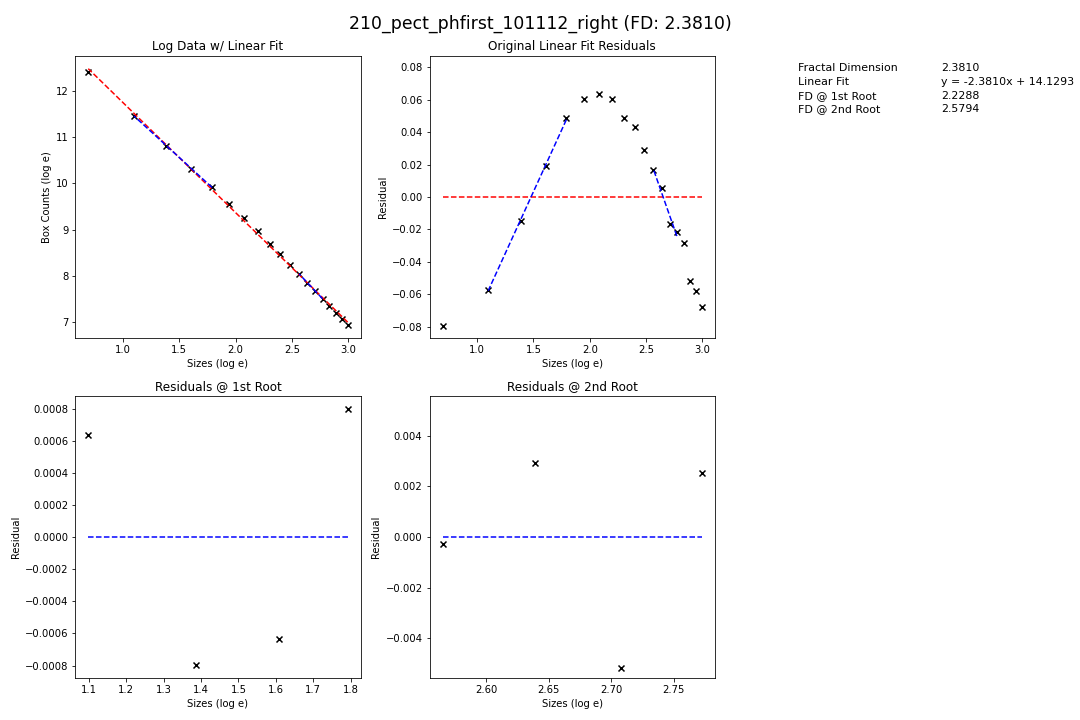 210_pect_phfirst_101112_right (FD: 2.3810)
Log Data w/ Linear Fit
12
11
10
9
8
7
Box Counts (log e)
1.0 1.5 2.0 2.5 3.0
Sizes (log e)
Original Linear Fit Residuals
0.08
0.06
0.04
0.02
0.00
−0.02
−0.04
−0.06
−0.08
Residual
1.0 1.5 2.0 2.5 3.0
Sizes (log e)
Fractal Dimension 2.3810
Linear Fit y = -2.3810x + 14.1293
FD @ 1st Root 2.2288
FD @ 2nd Root 2.5794
Residuals @ 1st Root
0.0008
0.0006
0.0004
0.0002
0.0000
−0.0002
−0.0004
−0.0006
−0.0008
Residual
1.1 1.2 1.3 1.4 1.5 1.6 1.7 1.8
Sizes (log e)
Residuals @ 2nd Root
0.004
0.002
0.000
−0.002
−0.004
Residual
2.60 2.65 2.70 2.75
Sizes (log e)